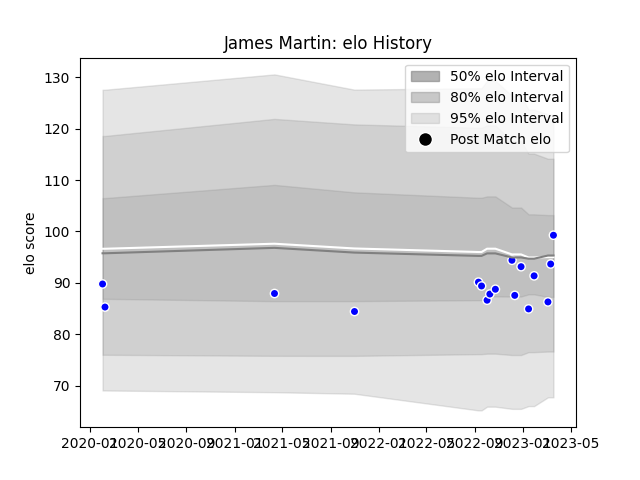 James Martin: elo History
130
120
110
100
90
80
70
elo score
50% elo Interval
80% elo Interval
95% elo Interval
Post Match elo
2020-01 2020-05 2020-09 2021-01 2021-05 2021-09 2022-01 2022-05 2022-09 2023-01 2023-05